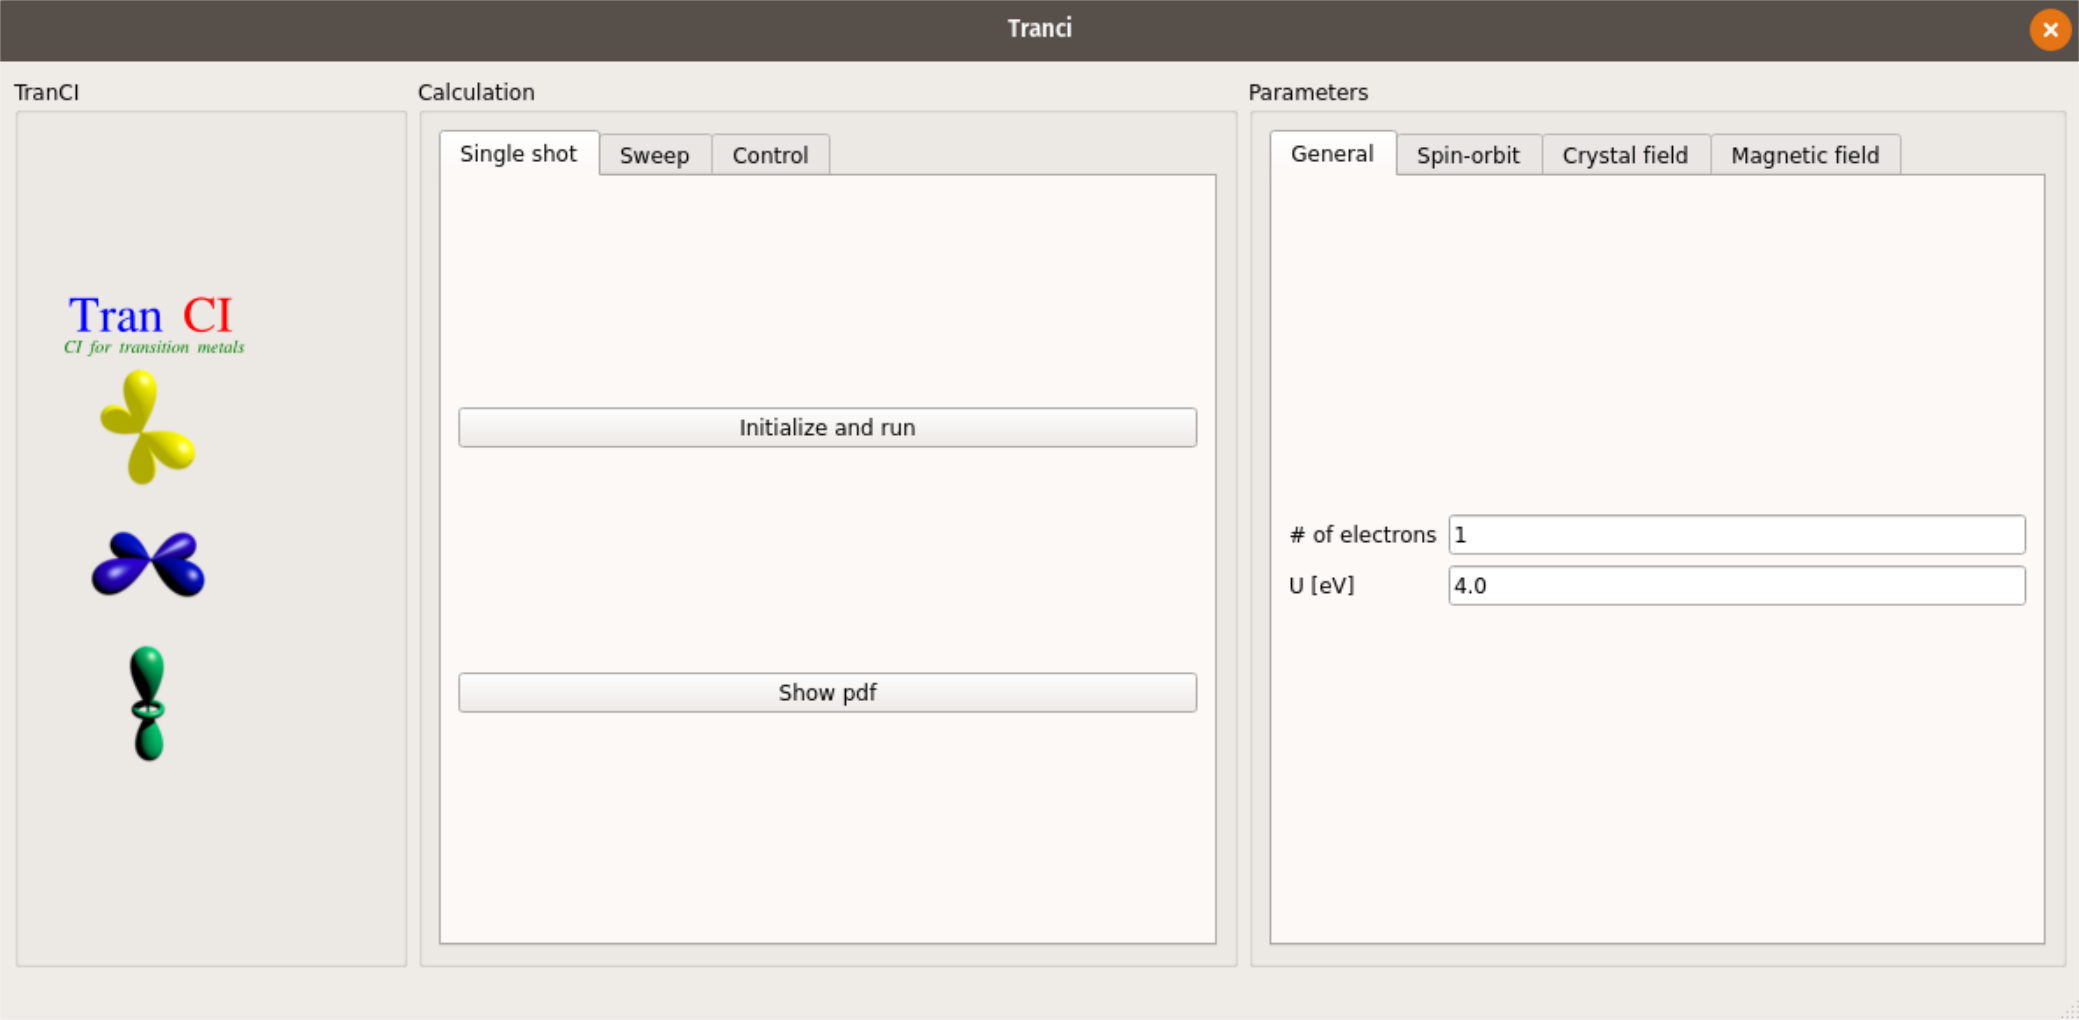 Tranci
TranCI
Tran CI
CI for transition metals
Calculation
Single shot
Sweep
Control
Initialize and run
Show pdf
Parameters
General
Spin-orbit
Crystal field
Magnetic field
# of electrons 1
U [eV] 4.0